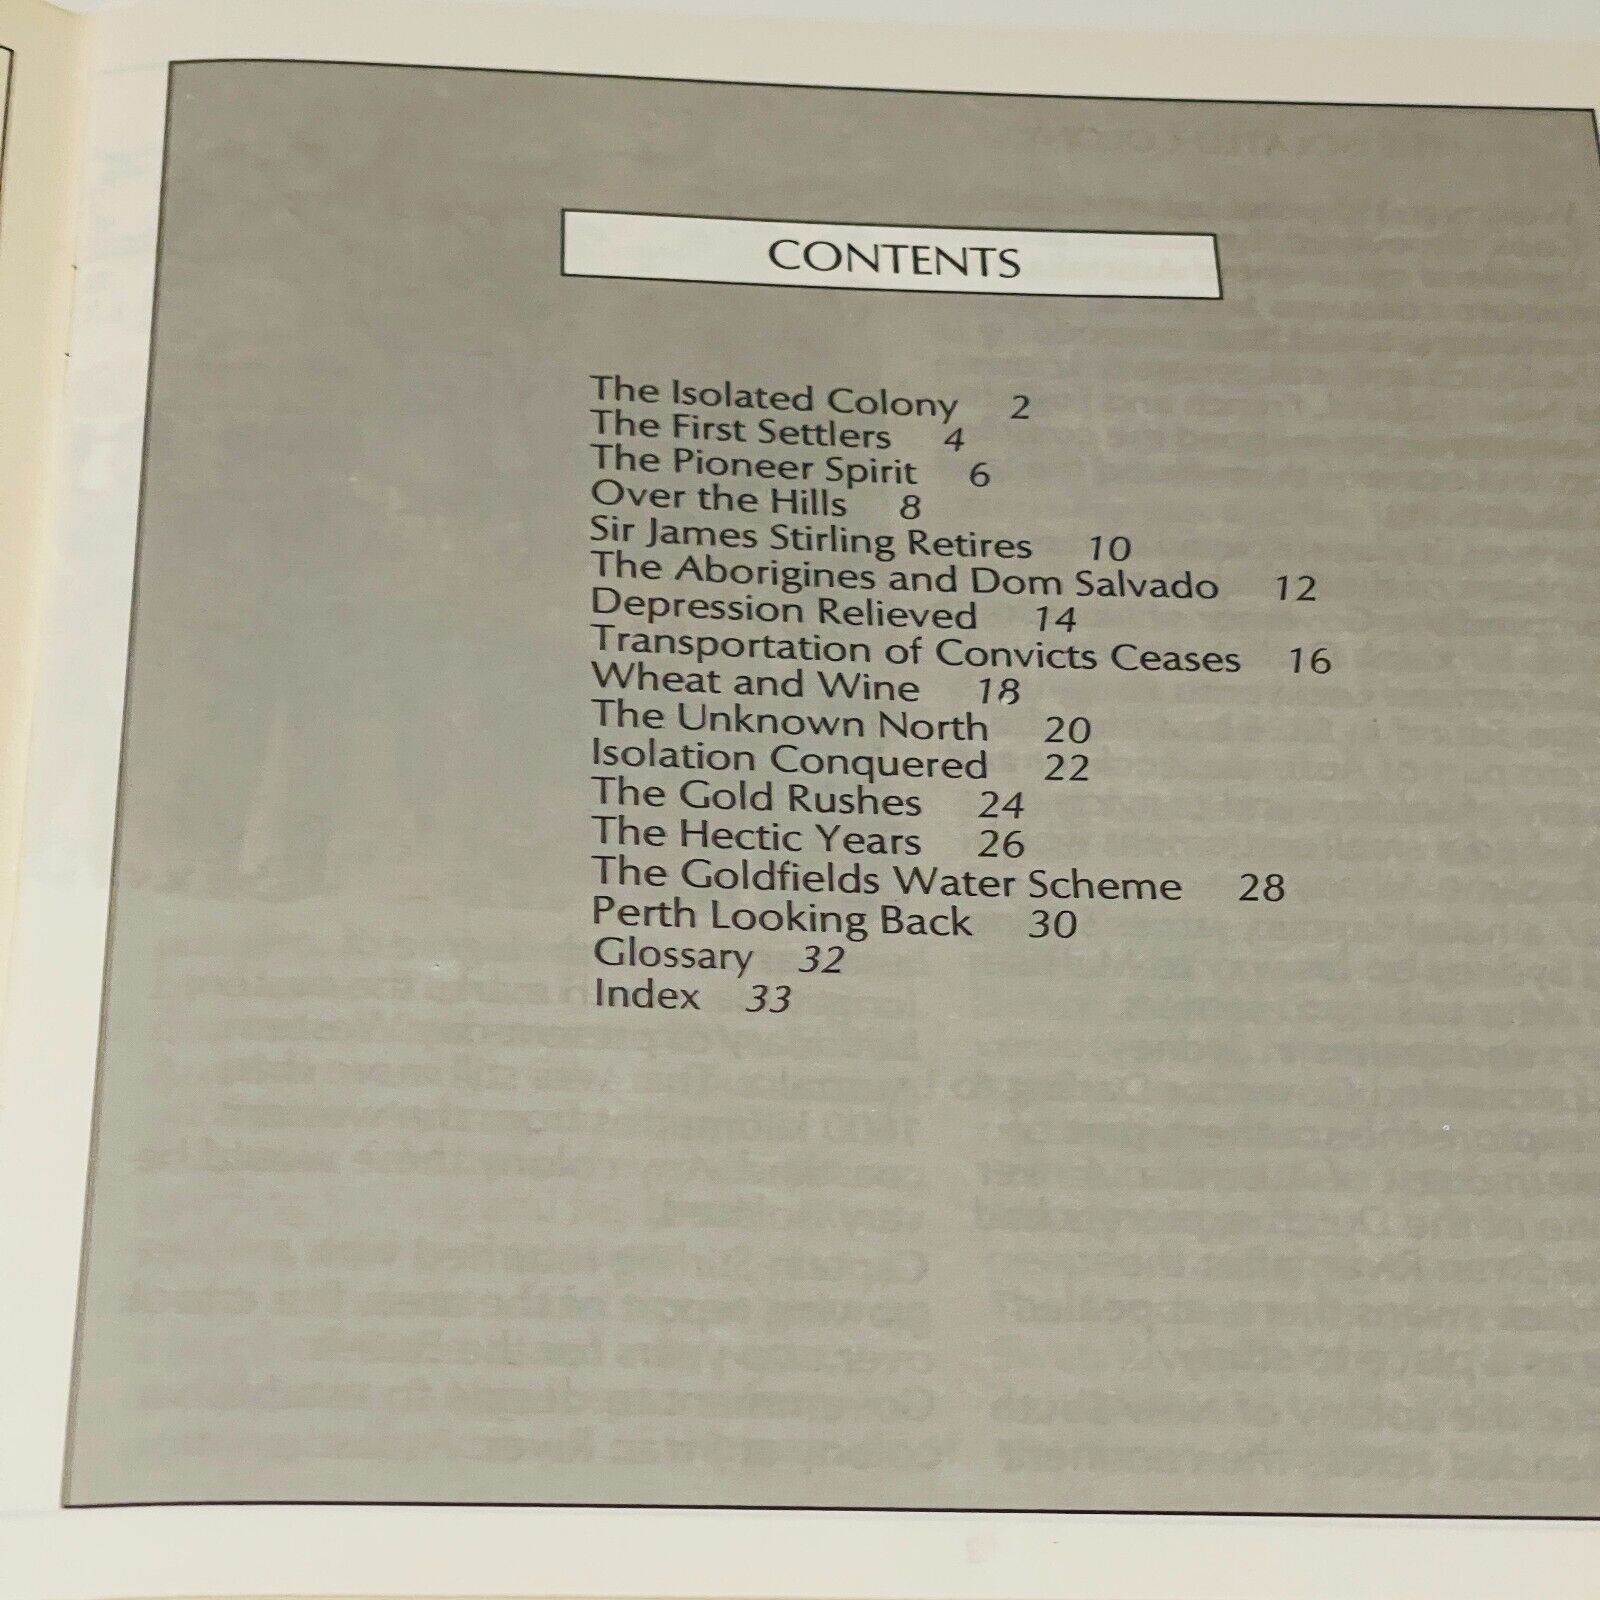 CONTENTS
The Isolated Colony 2
The First Settlers 4
The Pioneer Spirit 6
Over the Hills 8
Sir James Stirling Retires 10
The Aborigines and Dom Salvado 12
Depression Relieved 14
Transportation of Convicts Ceases 16
Wheat and Wine 18
The Unknown North 20
Isolation Conquered 22
The Gold Rushes 24
The Hectic Years 26
The Goldfields Water Scheme 28
Perth Looking Back 30
Glossary 32
Index 33